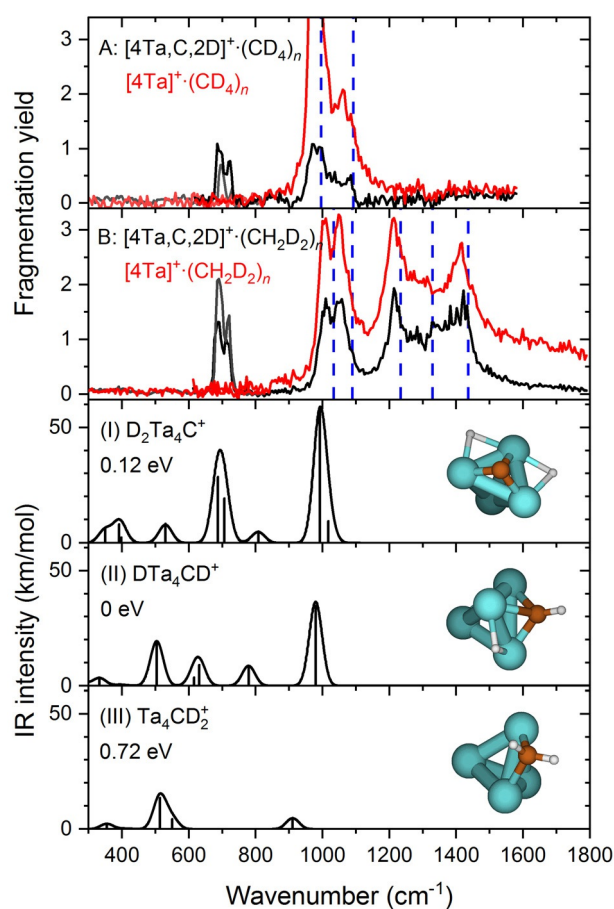 3
A: [4Ta,C,2D]⁺·(CD₄)ₙ
[4Ta]⁺·(CD₄)ₙ
2
1
0
Fragmentation yield
3
B: [4Ta,C,2D]⁺·(CH₂D₂)ₙ
[4Ta]⁺·(CH₂D₂)ₙ
2
1
0
50
(I) D₂Ta₄C⁺
0.12 eV
0
50
(II) DTa₄CD⁺
0 eV
0
IR intensity (km/mol)
50
(III) Ta₄CD₂⁺
0.72 eV
0
400 600 800 1000 1200 1400 1600 1800
Wavenumber (cm⁻¹)